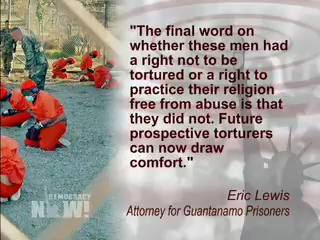 "The final word on
whether these men had
a right not to be
tortured or a right to
practice their religion
free from abuse is that
they did not. Future
prospective torturers
can now draw
comfort."
Eric Lewis
Attorney for Guantanamo Prisoners
DEMOCRACY
NOW!